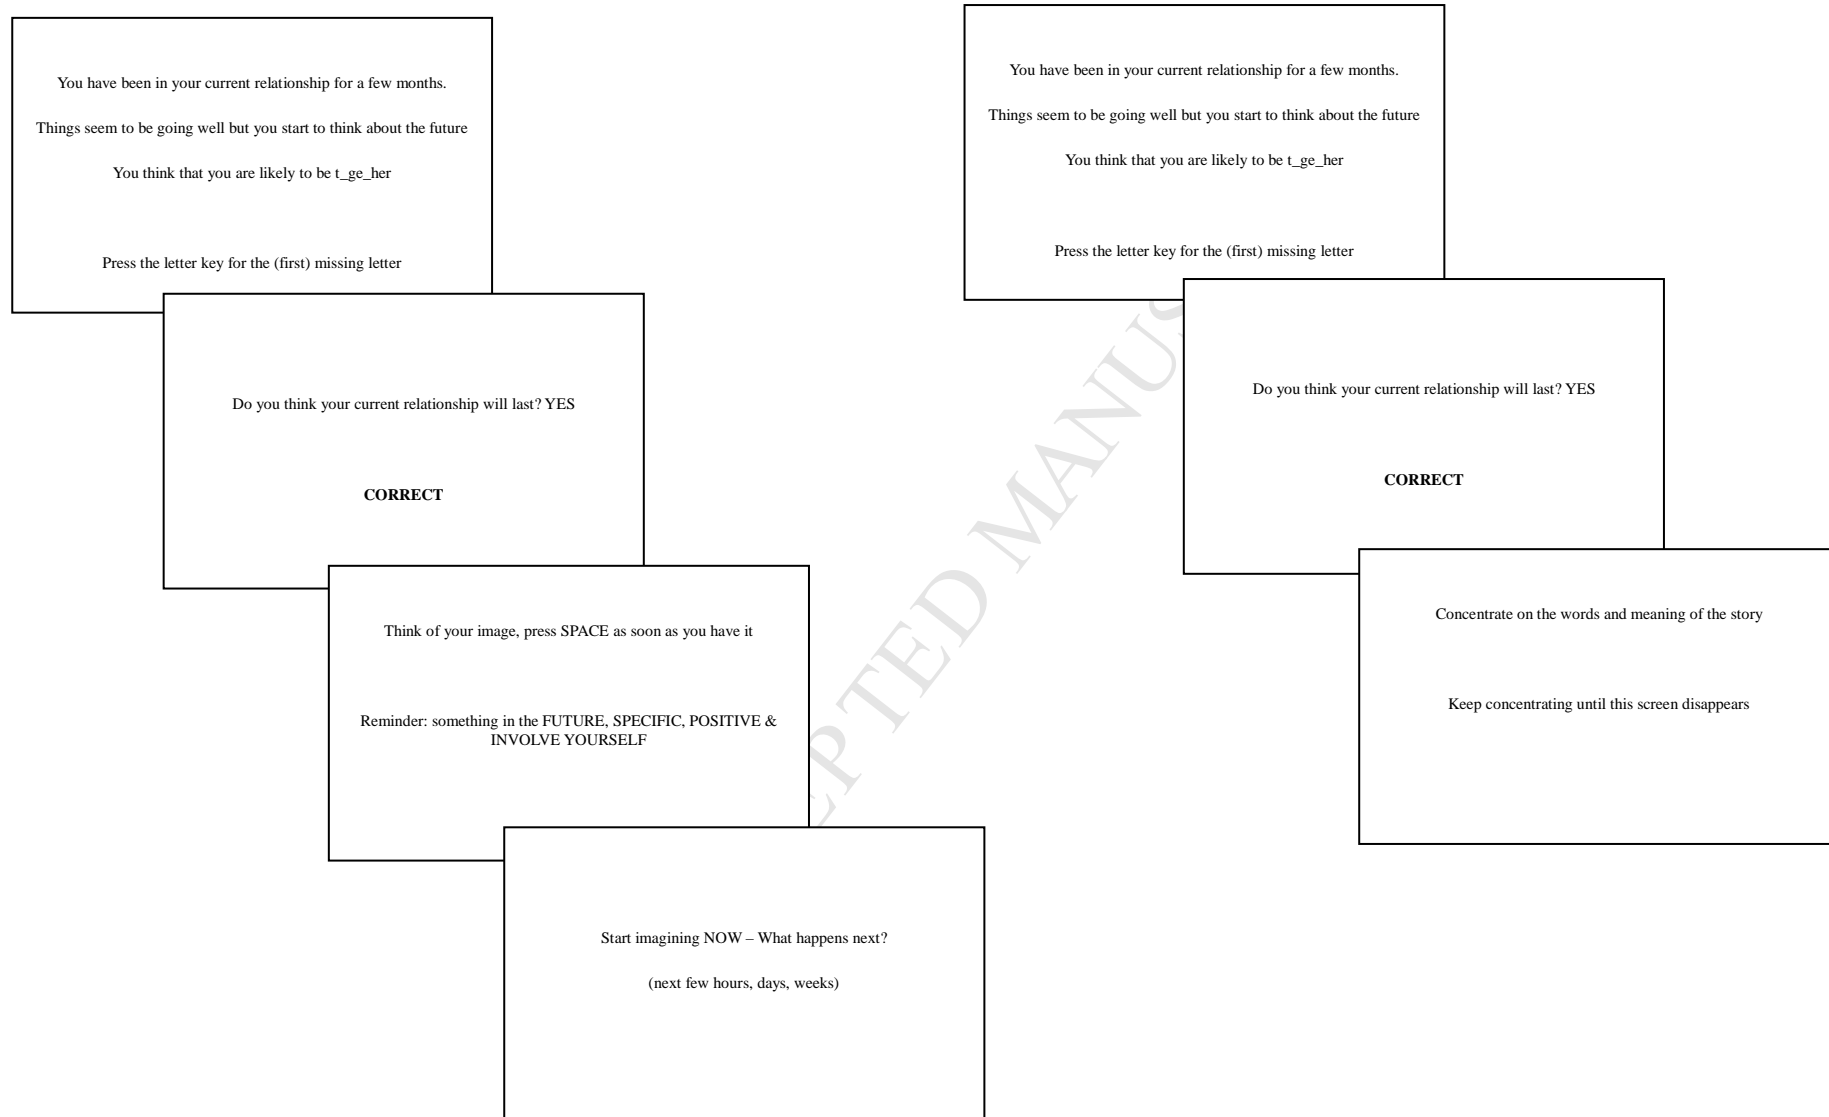 You have been in your current relationship for a few months.
Things seem to be going well but you start to think about the future
You think that you are likely to be t_ge_her
Press the letter key for the (first) missing letter
Do you think your current relationship will last? YES
CORRECT
Think of your image, press SPACE as soon as you have it
Reminder: something in the FUTURE, SPECIFIC, POSITIVE &
INVOLVE YOURSELF
Start imagining NOW – What happens next?
(next few hours, days, weeks)
You have been in your current relationship for a few months.
Things seem to be going well but you start to think about the future
You think that you are likely to be t_ge_her
Press the letter key for the (first) missing letter
Do you think your current relationship will last? YES
CORRECT
Concentrate on the words and meaning of the story
Keep concentrating until this screen disappears
EPTED MANUS